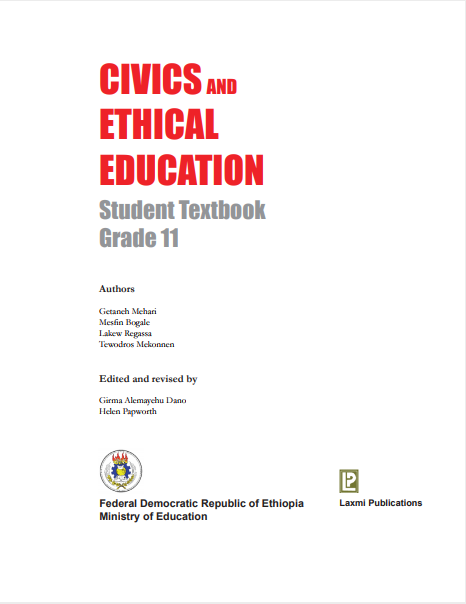 CIVICS AND
ETHICAL
EDUCATION
Student Textbook
Grade 11
Authors
Getaneh Mehari
Mesfin Bogale
Lakew Regassa
Tewodros Mekonnen
Edited and revised by
Girma Alemayehu Dano
Helen Papworth
Federal Democratic Republic of Ethiopia
Ministry of Education
LP
Laxmi Publications